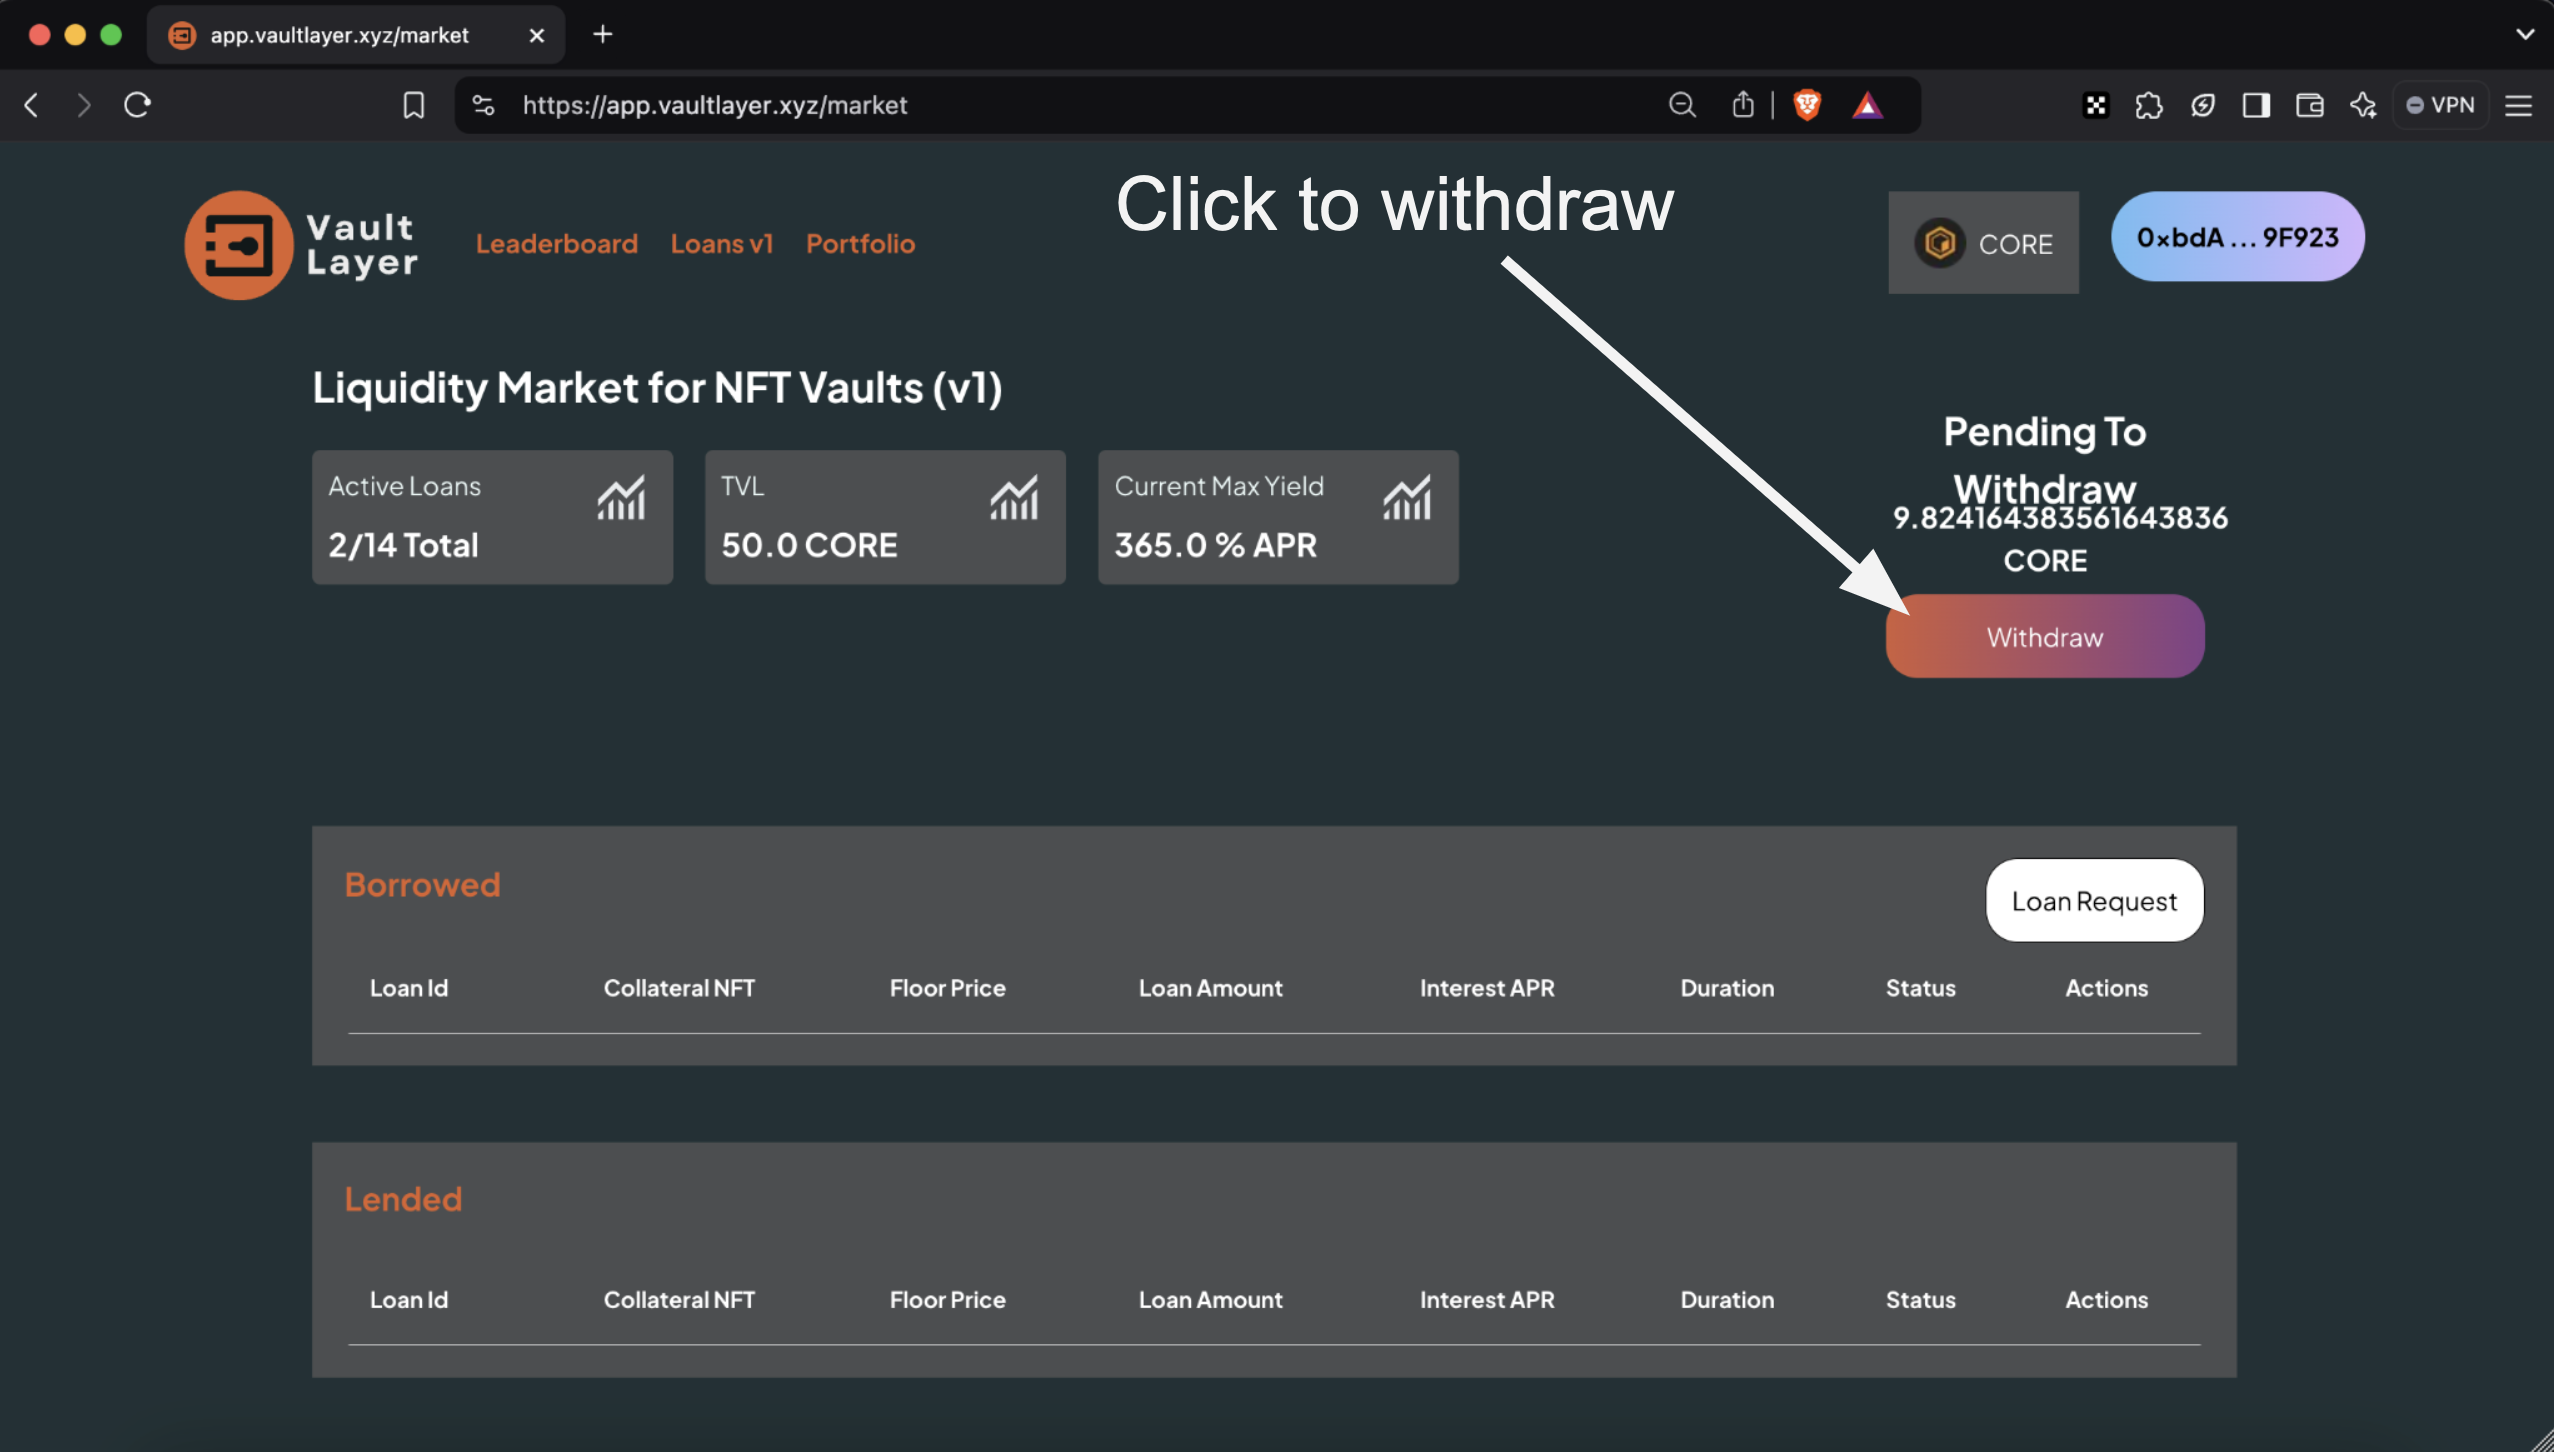 app.vaultlayer.xyz/market
https://app.vaultlayer.xyz/market
VPN
Vault
Layer
Leaderboard
Loans v1
Portfolio
Click to withdraw
CORE
0xbdA ... 9F923
Liquidity Market for NFT Vaults (v1)
Active Loans
2/14 Total
TVL
50.0 CORE
Current Max Yield
365.0 % APR
Pending To
Withdraw
9.824164383561643836
CORE
Withdraw
Borrowed
Loan Request
Loan Id
Collateral NFT
Floor Price
Loan Amount
Interest APR
Duration
Status
Actions
Lended
Loan Id
Collateral NFT
Floor Price
Loan Amount
Interest APR
Duration
Status
Actions